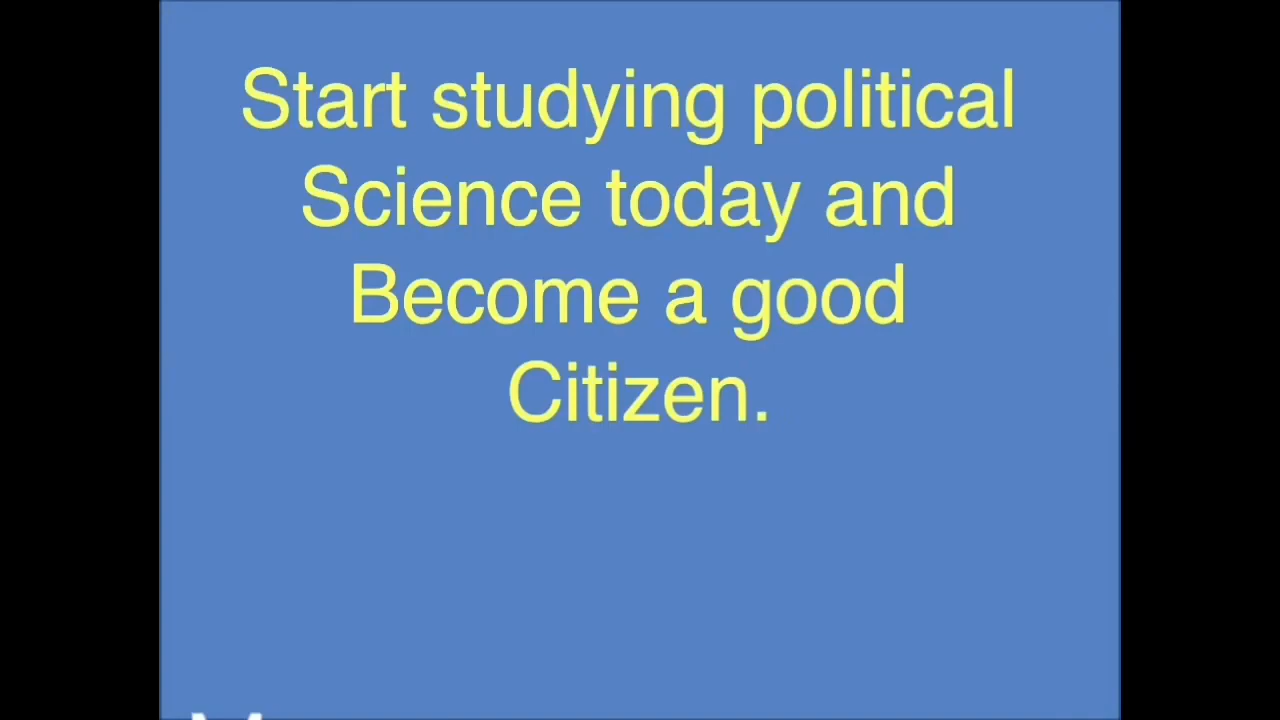 Start studying political
Science today and
Become a good
Citizen.